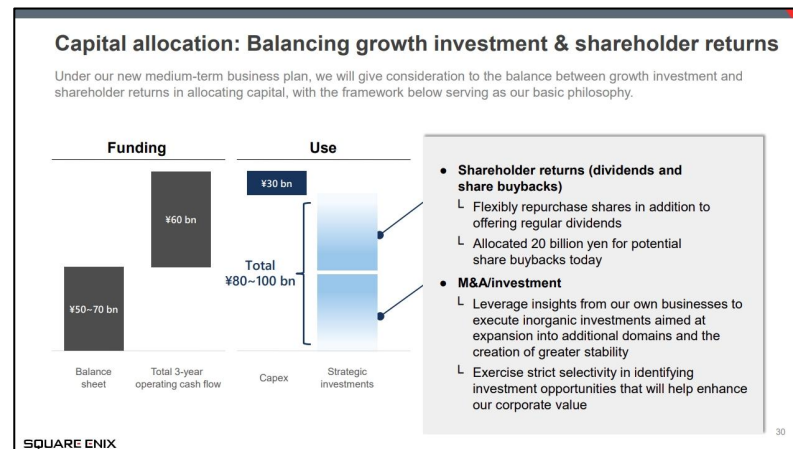 Capital allocation: Balancing growth investment & shareholder returns
Under our new medium-term business plan, we will give consideration to the balance between growth investment and
shareholder returns in allocating capital, with the framework below serving as our basic philosophy.
Funding
Use
¥30 bn
¥60 bn
Total
¥80~100 bn
¥50~70 bn
Balance
sheet
Total 3-year
operating cash flow
Capex
Strategic
investments
● Shareholder returns (dividends and
share buybacks)
└ Flexibly repurchase shares in addition to
offering regular dividends
└ Allocated 20 billion yen for potential
share buybacks today
● M&A/investment
└ Leverage insights from our own businesses to
execute inorganic investments aimed at
expansion into additional domains and the
creation of greater stability
└ Exercise strict selectivity in identifying
investment opportunities that will help enhance
our corporate value
30
SQUARE ENIX